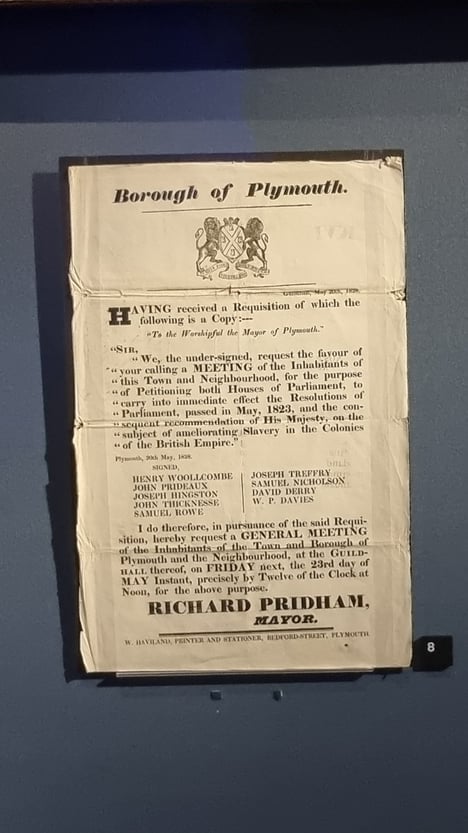 Borough of Plymouth.
Guildhall, May 20th, 1828.
HAVING received a Requisition of which the
following is a Copy:—
"To the Worshipful the Mayor of Plymouth."
"SIR,
"We, the under-signed, request the favour of
"your calling a MEETING of the Inhabitants of
"this Town and Neighbourhood, for the purpose
"of Petitioning both Houses of Parliament, to
"carry into immediate effect the Resolutions of
"Parliament, passed in May, 1823, and the con-
"sequent recommendation of His Majesty, on the
"subject of ameliorating Slavery in the Colonies
"of the British Empire."
Plymouth, 20th May, 1828.
SIGNED,
HENRY WOOLLCOMBE
JOHN PRIDEAUX
JOSEPH HINGSTON
JOHN THICKNESSE
SAMUEL ROWE
JOSEPH TREFFRY
SAMUEL NICHOLSON
DAVID DERRY
W. P. DAVIES
I do therefore, in pursuance of the said Requi-
sition, hereby request a GENERAL MEETING
of the Inhabitants of the Town and Borough of
Plymouth and the Neighbourhood, at the GUILD-
HALL thereof, on FRIDAY next, the 23rd day of
MAY Instant, precisely by Twelve of the Clock at
Noon, for the above purpose.
RICHARD PRIDHAM,
MAYOR.
W. HAVILAND, PRINTER AND STATIONER, BEDFORD-STREET, PLYMOUTH
8